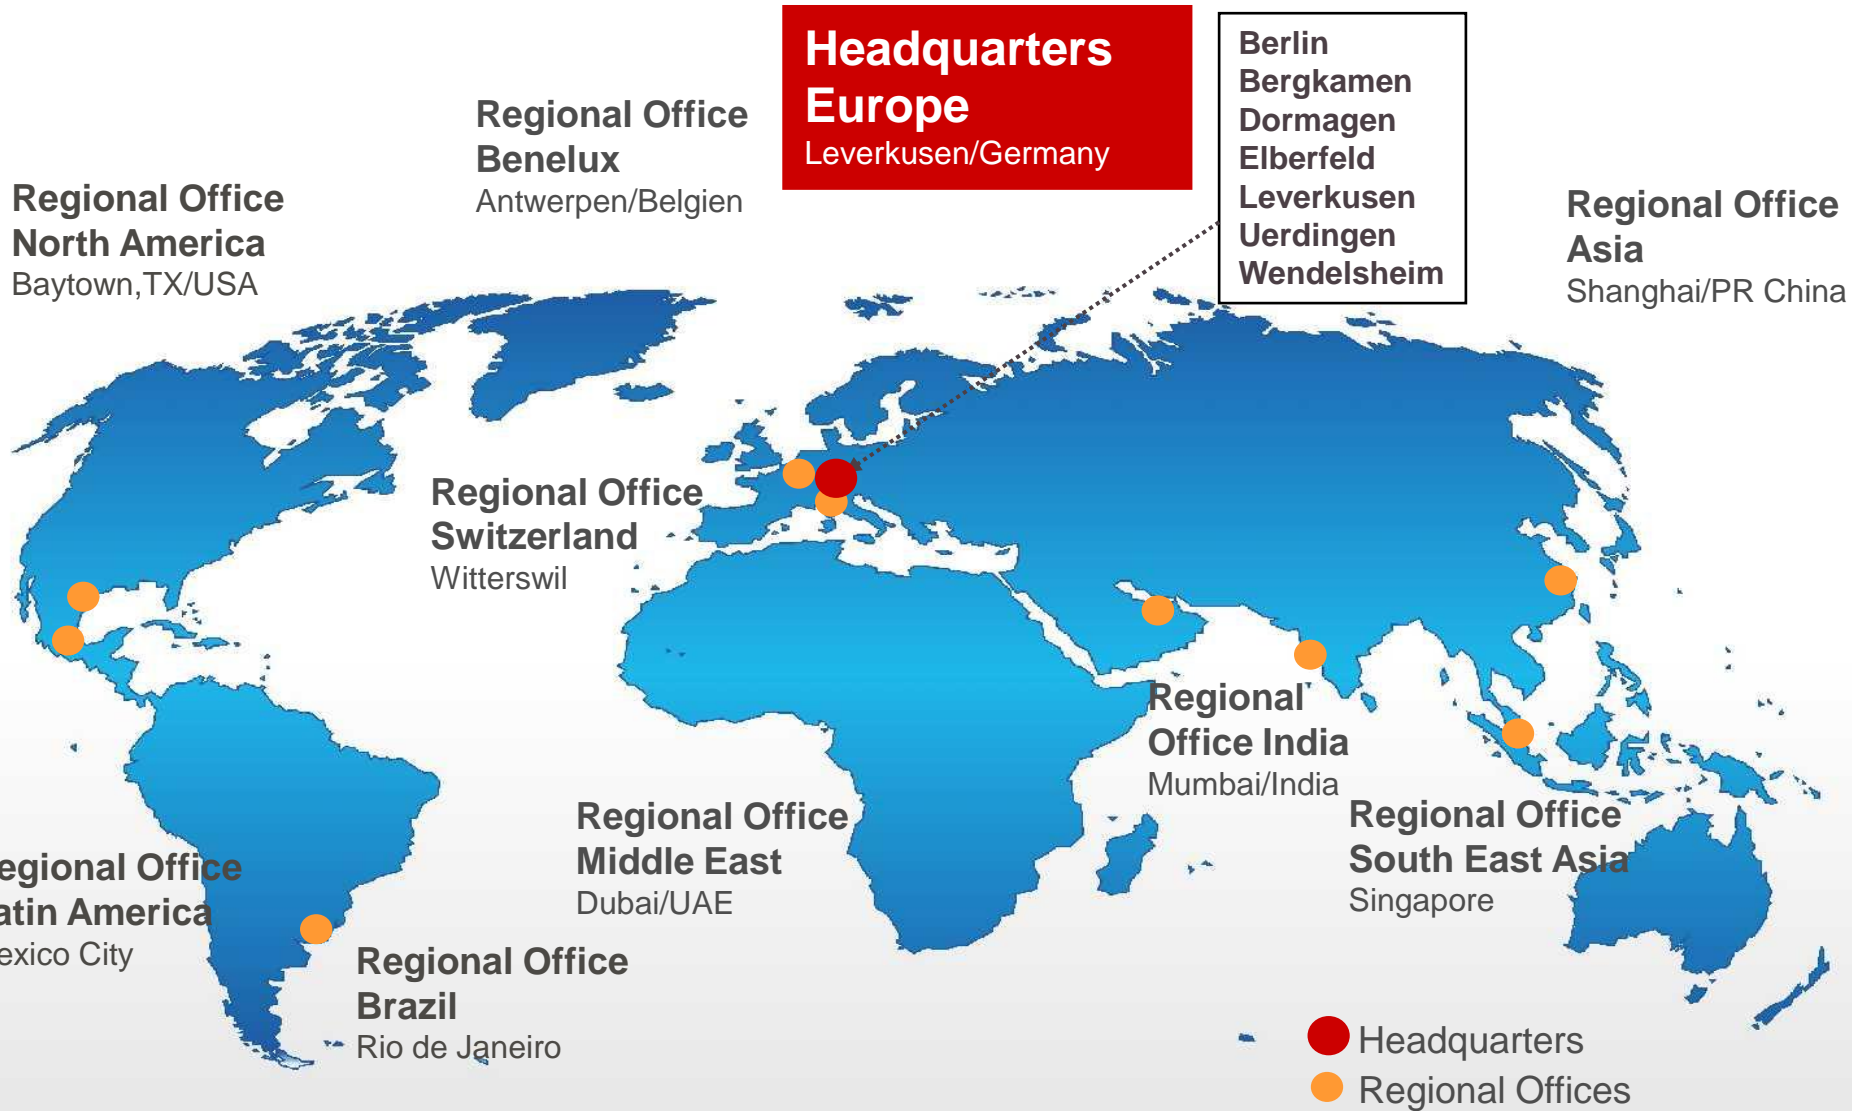 Headquarters
Europe
Leverkusen/Germany
Berlin
Bergkamen
Dormagen
Elberfeld
Leverkusen
Uerdingen
Wendelsheim
Regional Office
Benelux
Antwerpen/Belgien
Regional Office
North America
Baytown,TX/USA
Regional Office
Asia
Shanghai/PR China
Regional Office
Switzerland
Witterswil
Regional
Office India
Mumbai/India
Regional Office
Middle East
Dubai/UAE
Regional Office
South East Asia
Singapore
egional Office
atin America
exico City
Regional Office
Brazil
Rio de Janeiro
Headquarters
Regional Offices